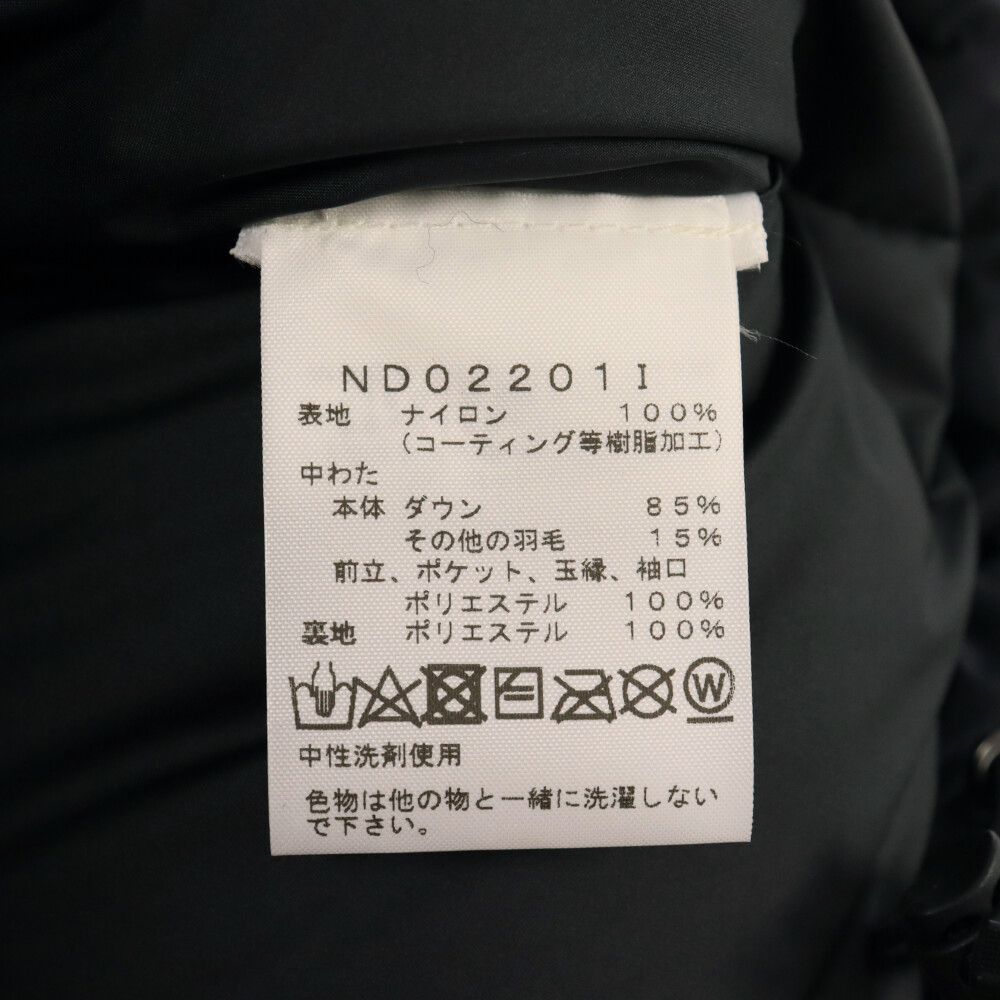 ND02201I
表地 ナイロン 100%
(コーティング等樹脂加工)
中わた
本体 ダウン 85%
その他の羽毛 15%
前立、ポケット、玉縁、袖口
ポリエステル 100%
裏地 ポリエステル 100%
W
中性洗剤使用
色物は他の物と一緒に洗濯しない
で下さい。